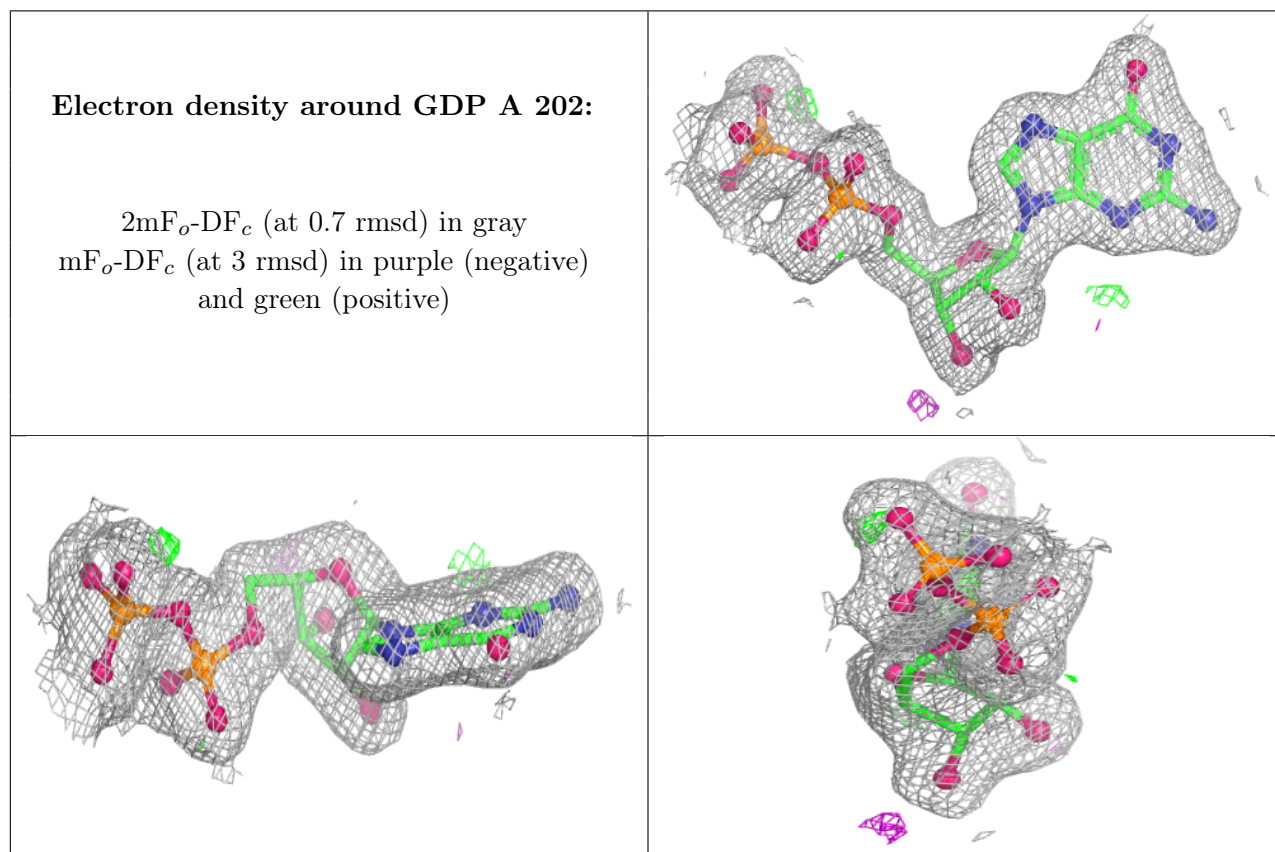 Electron density around GDP A 202:
2mFₒ-DF𝒸 (at 0.7 rmsd) in gray
mFₒ-DF𝒸 (at 3 rmsd) in purple (negative)
and green (positive)